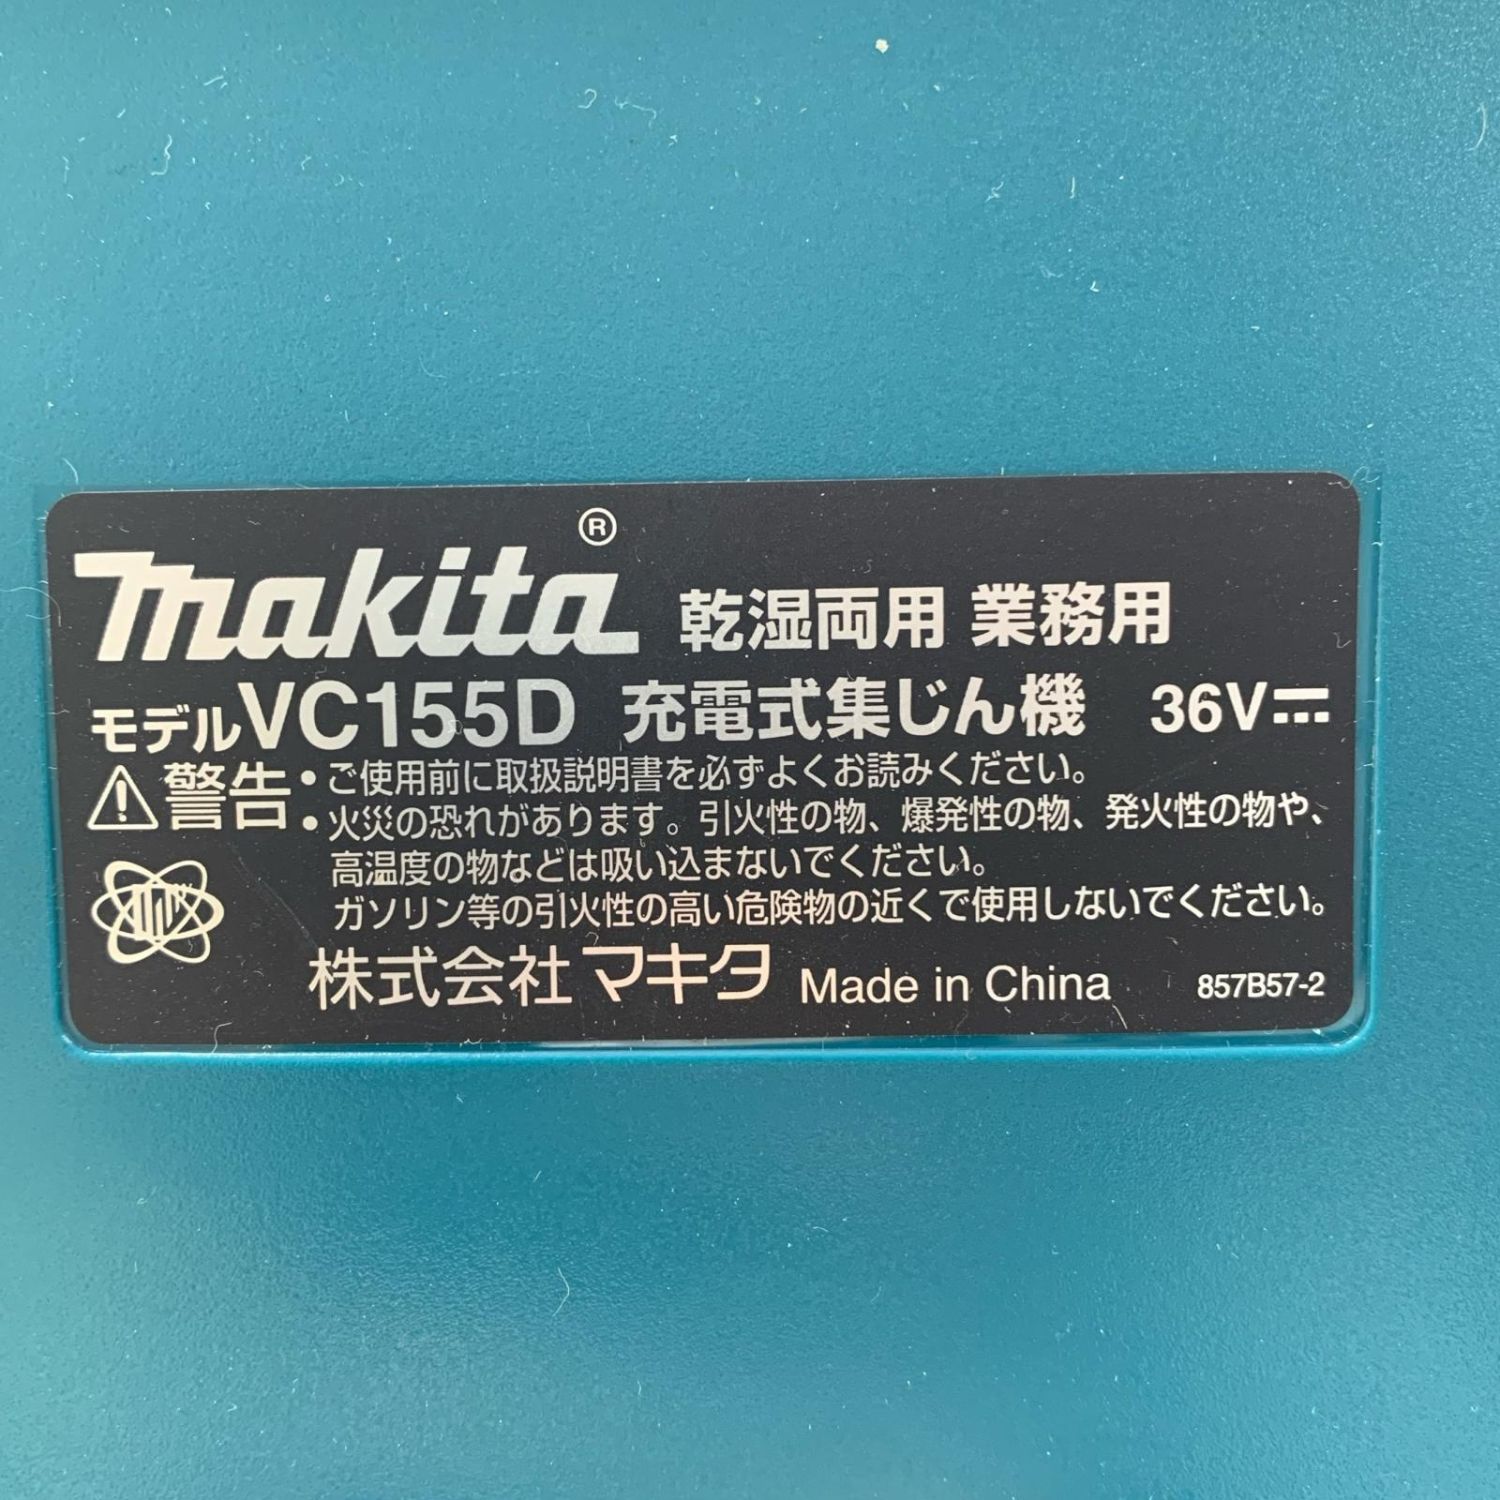 makita® 乾湿両用 業務用
モデルVC155D 充電式集じん機 36V⎓
⚠警告 •ご使用前に取扱説明書を必ずよくお読みください。
•火災の恐れがあります。引火性の物、爆発性の物、発火性の物や、
高温度の物などは吸い込まないでください。
ガソリン等の引火性の高い危険物の近くで使用しないでください。
株式会社マキタ Made in China 857B57-2